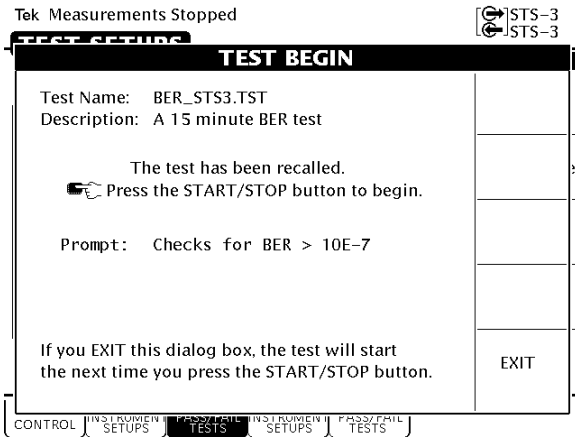 Tek Measurements Stopped
STS-3
STS-3
TEST SETUPS
TEST BEGIN
Test Name: BER_STS3.TST
Description: A 15 minute BER test
The test has been recalled.
Press the START/STOP button to begin.
Prompt: Checks for BER > 10E-7
If you EXIT this dialog box, the test will start
the next time you press the START/STOP button.
EXIT
CONTROL
INSTRUMENT
SETUPS
PASS/FAIL
TESTS
INSTRUMENT
SETUPS
PASS/FAIL
TESTS